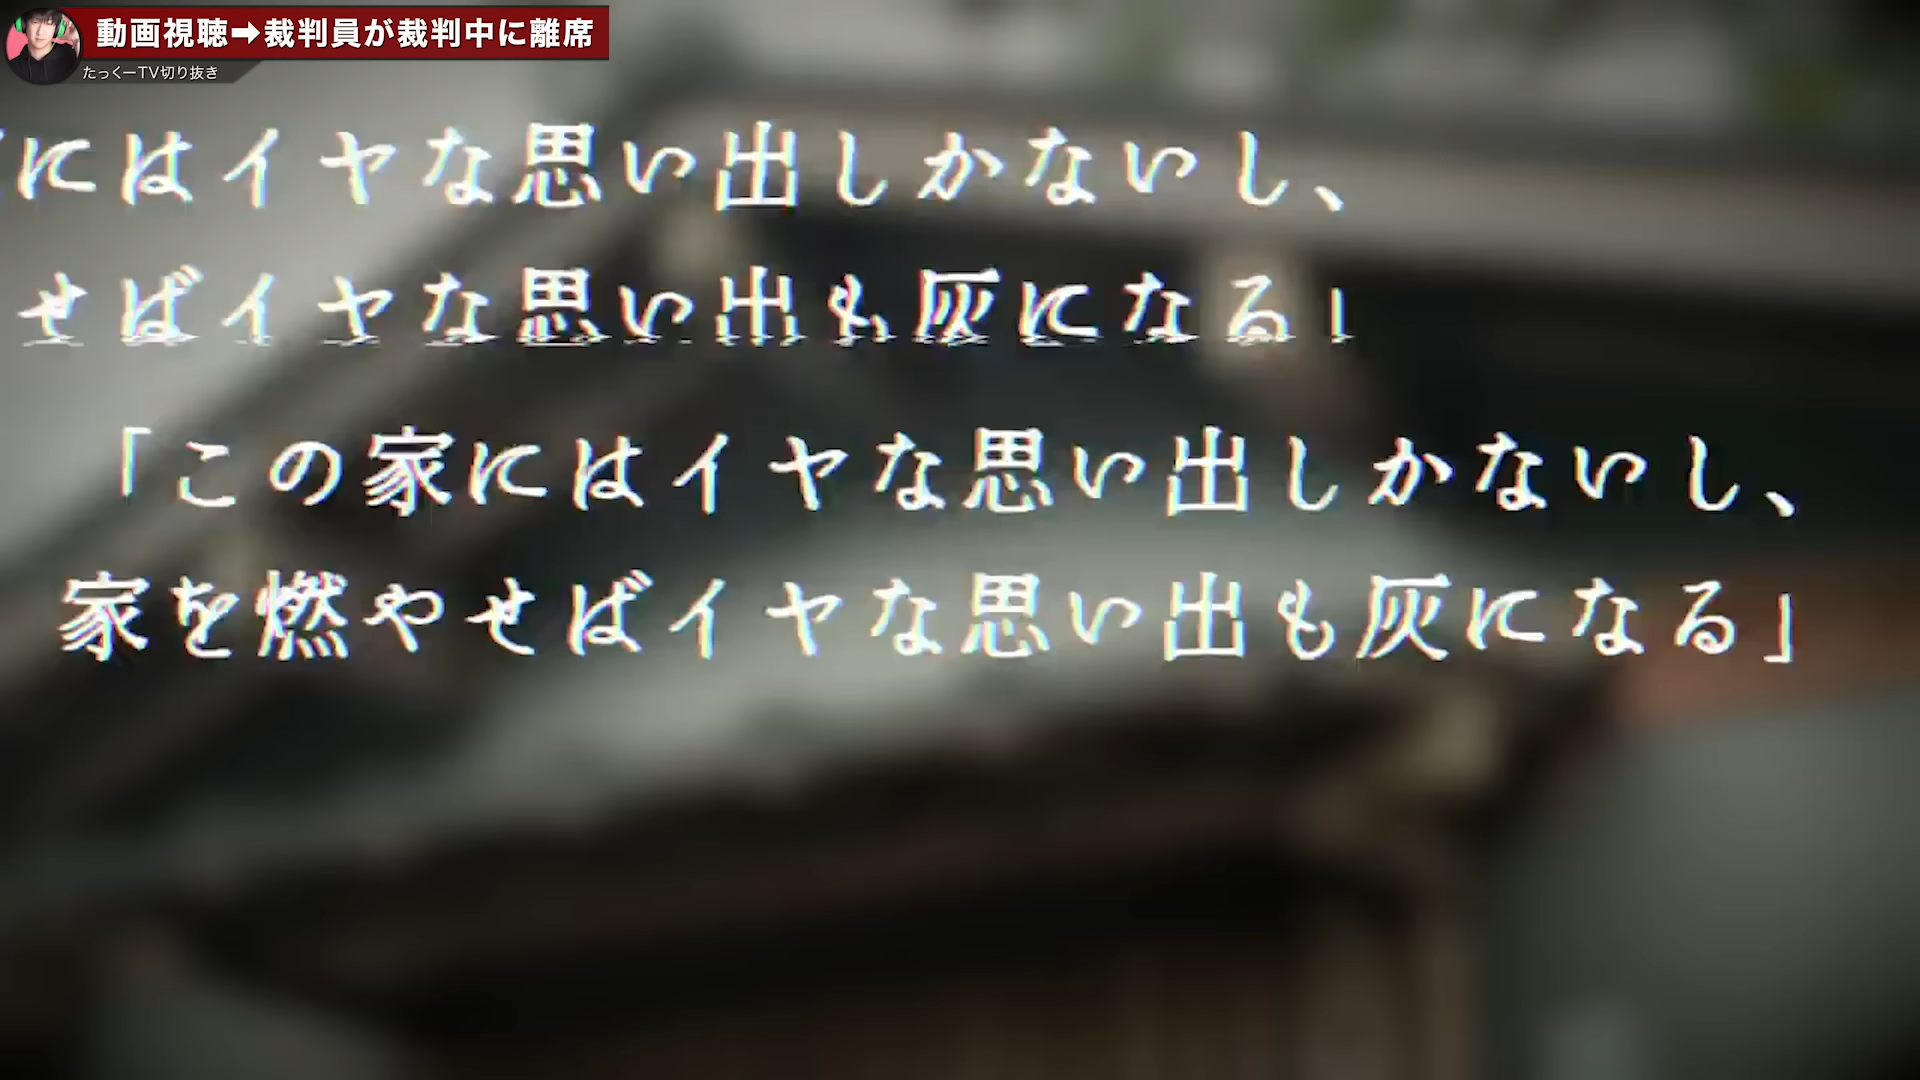 動画視聴➡裁判員が裁判中に離席
たっくーTV切り抜き
にはイヤな思い出しかないし、
せばイヤな思い出も灰になる」
「この家にはイヤな思い出しかないし、
家を燃やせばイヤな思い出も灰になる」